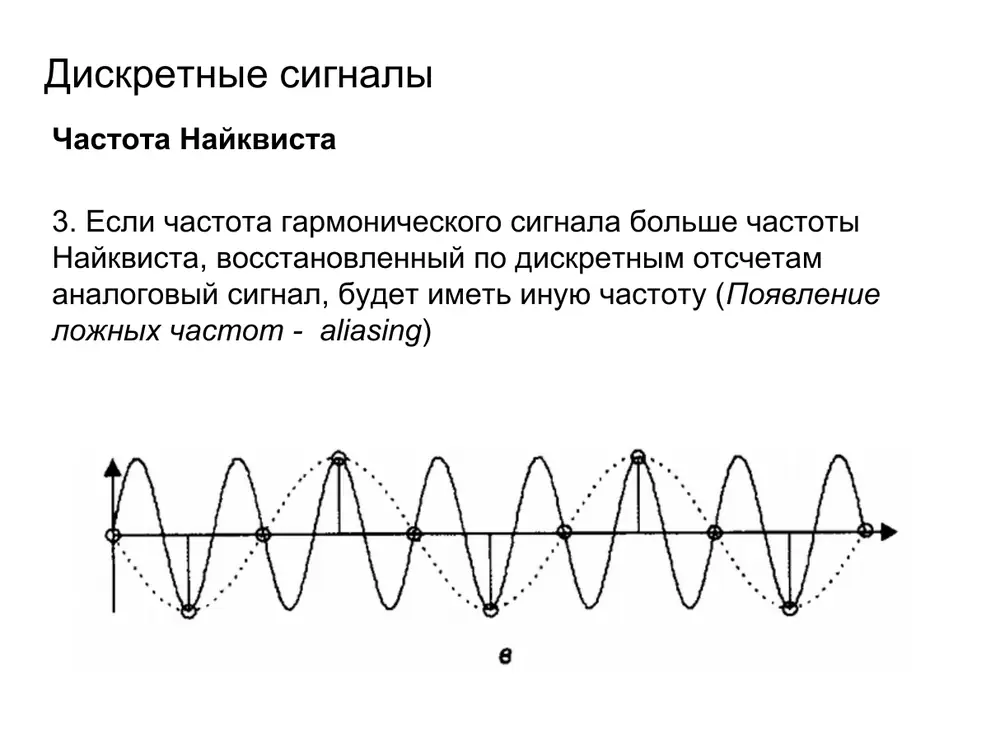 Дискретные сигналы
Частота Найквиста
3. Если частота гармонического сигнала больше частоты
Найквиста, восстановленный по дискретным отсчетам
аналоговый сигнал, будет иметь иную частоту (Появление
ложных частот - aliasing)
в